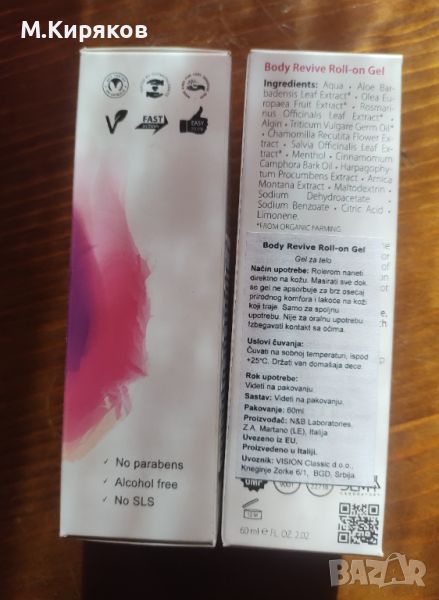 М.Киряков
FAST
EASY
No parabens
Alcohol free
No SLS
Body Revive Roll-on Gel
Ingredients: Aqua • Aloe Bar-
badensis Leaf Extract* • Olea Eu-
ropaea Fruit Extract* • Rosmari-
nus Officinalis Leaf Extract* •
Algin • Triticum Vulgare Germ Oil*
• Chamomilla Recutita Flower Ex-
tract • Salvia Officinalis Leaf Ex-
tract* • Menthol • Cinnamomum
Camphora Bark Oil • Harpagophy-
tum Procumbens Extract • Arnica
Montana Extract • Maltodextrin •
Sodium Dehydroacetate •
Sodium Benzoate • Citric Acid •
Limonene.
*FROM ORGANIC FARMING.
Body Revive Roll-on Gel
Gel za telo
Način upotrebe: Rolerom naneti
direktno na kožu. Masirati sve dok
se gel ne apsorbuje za brz osećaj
prirodnog komfora i lakoće na koži
koji traje. Samo za spoljnu
upotrebu. Nije za oralnu upotrebu
Izbegavati kontakt sa očima.
Uslovi čuvanja:
Čuvati na sobnoj temperaturi, ispod
+25°C. Držati van domašaja dece
Rok upotrebe:
Videti na pakovanju.
Sastav: Videti na pakovanju.
Pakovanje: 60ml
Proizvođač: N&B Laboratories,
Z.A. Martano (LE), Italija
Uvezeno iz EU.
Proizvedeno u Italiji.
Uvoznik: VISION Classic d.o.o.,
Kneginje Zorke 6/1, BGD, Srbija.
GMP
9001
22716
12 M
60 ml ℮ FL. OZ. 2.02
BAZAR